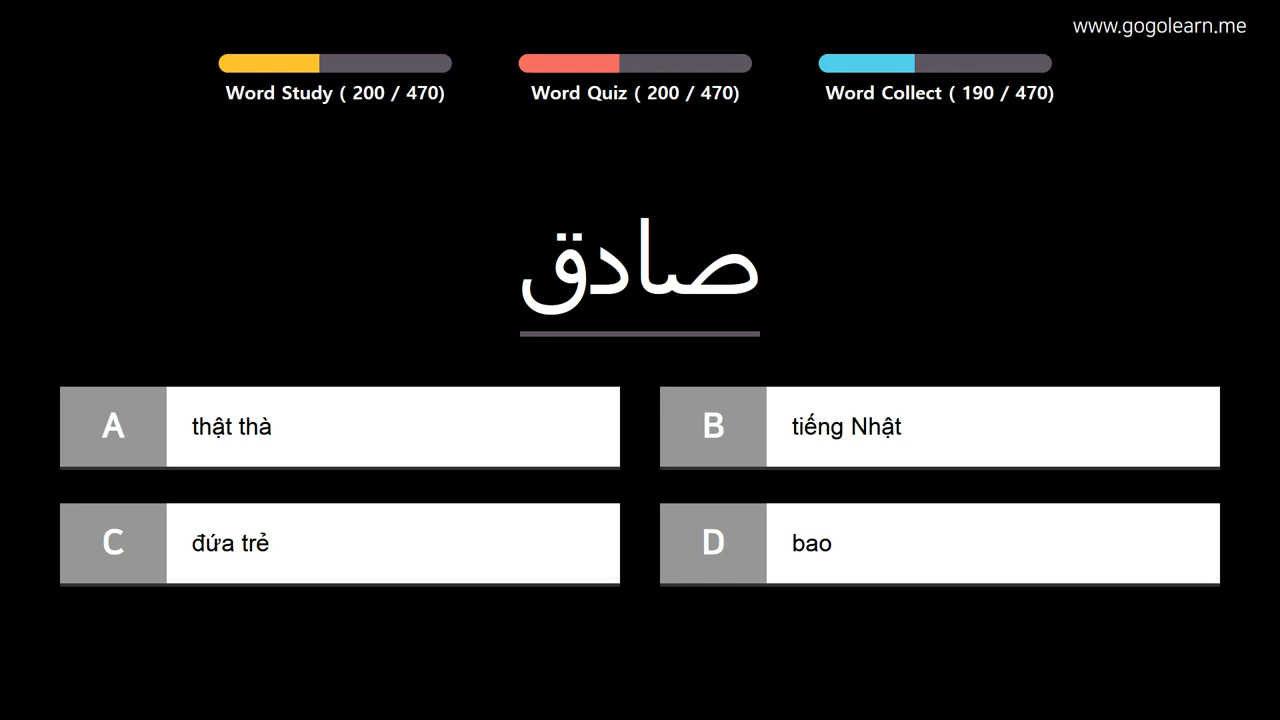 www.gogolearn.me
Word Study ( 200 / 470)
Word Quiz ( 200 / 470)
Word Collect ( 190 / 470)
صادق
A thật thà
B tiếng Nhật
C đứa trẻ
D bao